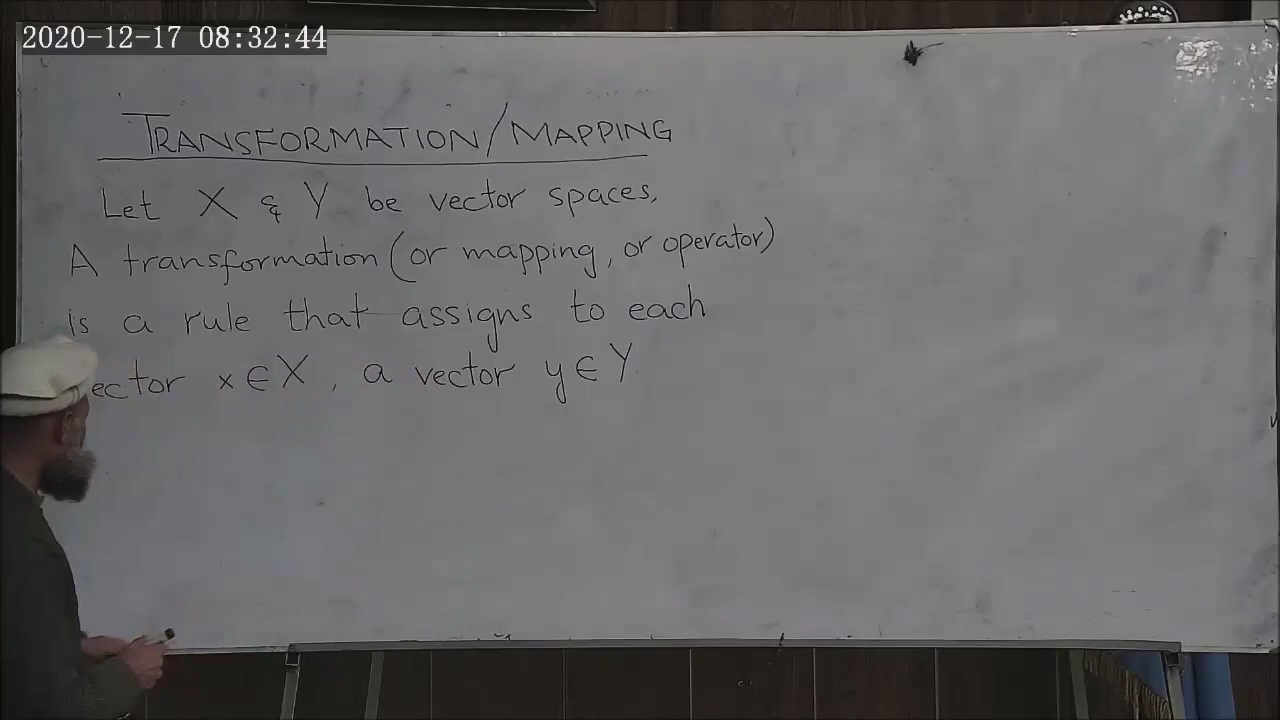 2020-12-17 08:32:44
TRANSFORMATION/MAPPING
Let X & Y be vector spaces.
A transformation (or mapping, or operator)
is a rule that assigns to each
ector x ∈ X, a vector y ∈ Y